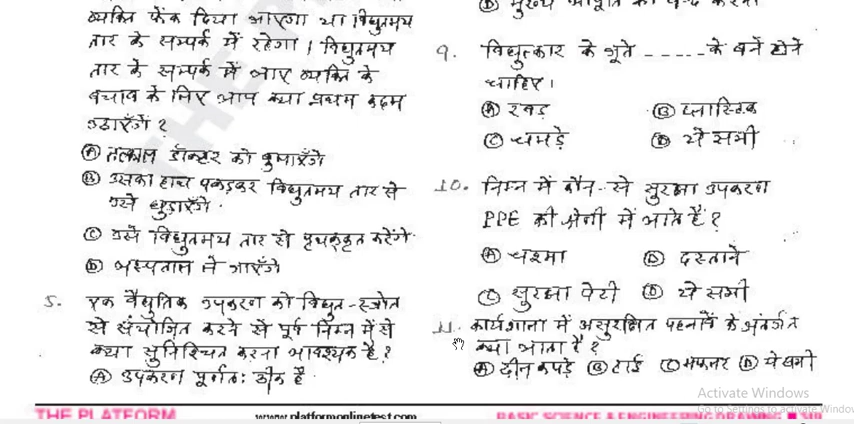 व्यक्ति फेंक दिया जाएगा या विद्युतमय
तार के सम्पर्क में रहेगा। विद्युतमय
तार के सम्पर्क में आए व्यक्ति के
बचाव के लिए आप क्या प्रथम कदम
उठाएँगे ?
Ⓐ तत्काल डॉक्टर को बुलाएँगे
Ⓑ उसका हाथ पकड़कर विद्युतमय तार से
उसे छुड़ाएँगे.
Ⓒ उसे विद्युतमय तार से पृथक्कृत करेंगे
Ⓓ अस्पताल ले जाएँगे
5. एक वैद्युतिक उपकरण को विद्युत-स्त्रोत
से संयोजित करने से पूर्व निम्न में से
क्या सुनिश्चित करना आवश्यक है ?
Ⓐ उपकरण पूर्णतः ठीक है
Ⓓ मुख्य आपूर्ति को बन्द करना
9. विद्युत्कार के जूते _ _ _ _ _ के बने होने
चाहिए।
Ⓐ रबड़ Ⓑ प्लास्टिक
Ⓒ चमड़े Ⓓ ये सभी
10. निम्न में कौन-से सुरक्षा उपकरण
PPE की श्रेणी में आते हैं ?
Ⓐ चश्मा Ⓑ दस्ताने
Ⓒ सुरक्षा पेटी Ⓓ ये सभी
11. कार्यशाला में असुरक्षित पहनावे के अंतर्गत
क्या आता है ?
Ⓐ ढीले कपड़े Ⓑ टाई Ⓒ मफलर Ⓓ ये सभी
Activate Windows
Go to Settings to activate Windows
THE PLATFORM www.platformonlinetest.com BASIC SCIENCE & ENGINEERING DRAWING